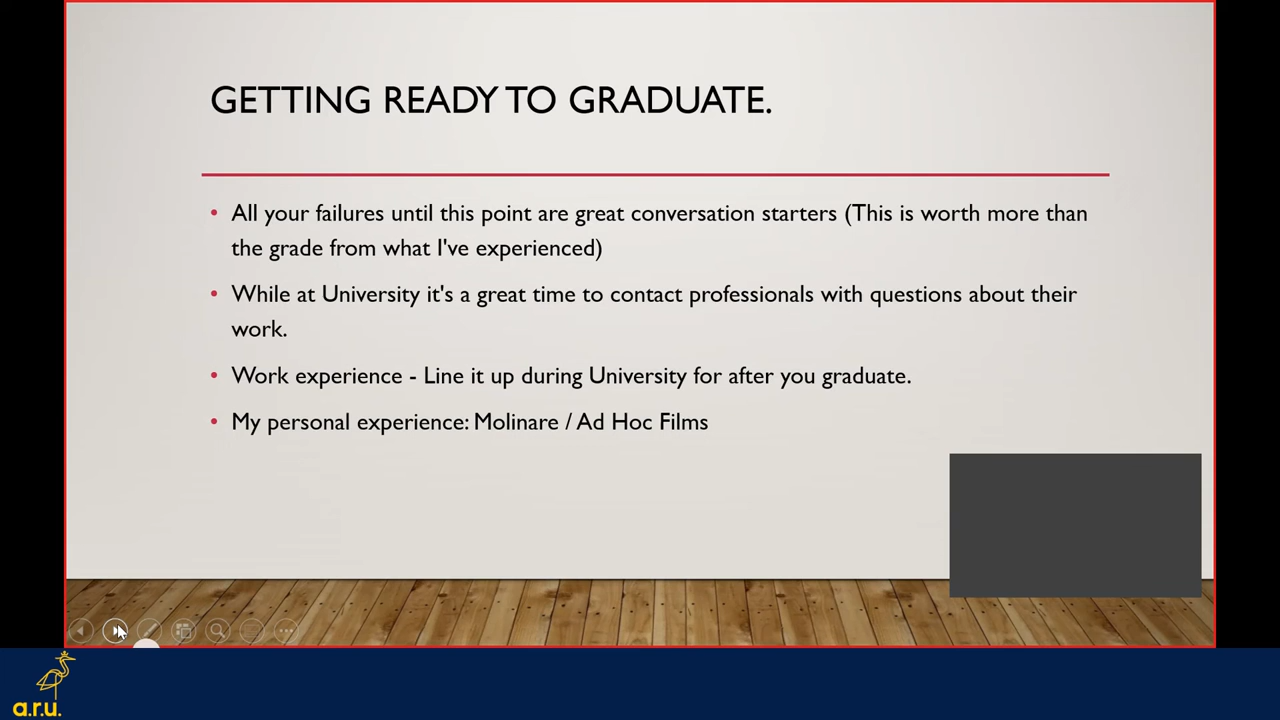 GETTING READY TO GRADUATE.
• All your failures until this point are great conversation starters (This is worth more than
the grade from what I've experienced)
• While at University it's a great time to contact professionals with questions about their
work.
• Work experience - Line it up during University for after you graduate.
• My personal experience: Molinare / Ad Hoc Films
a.r.u.